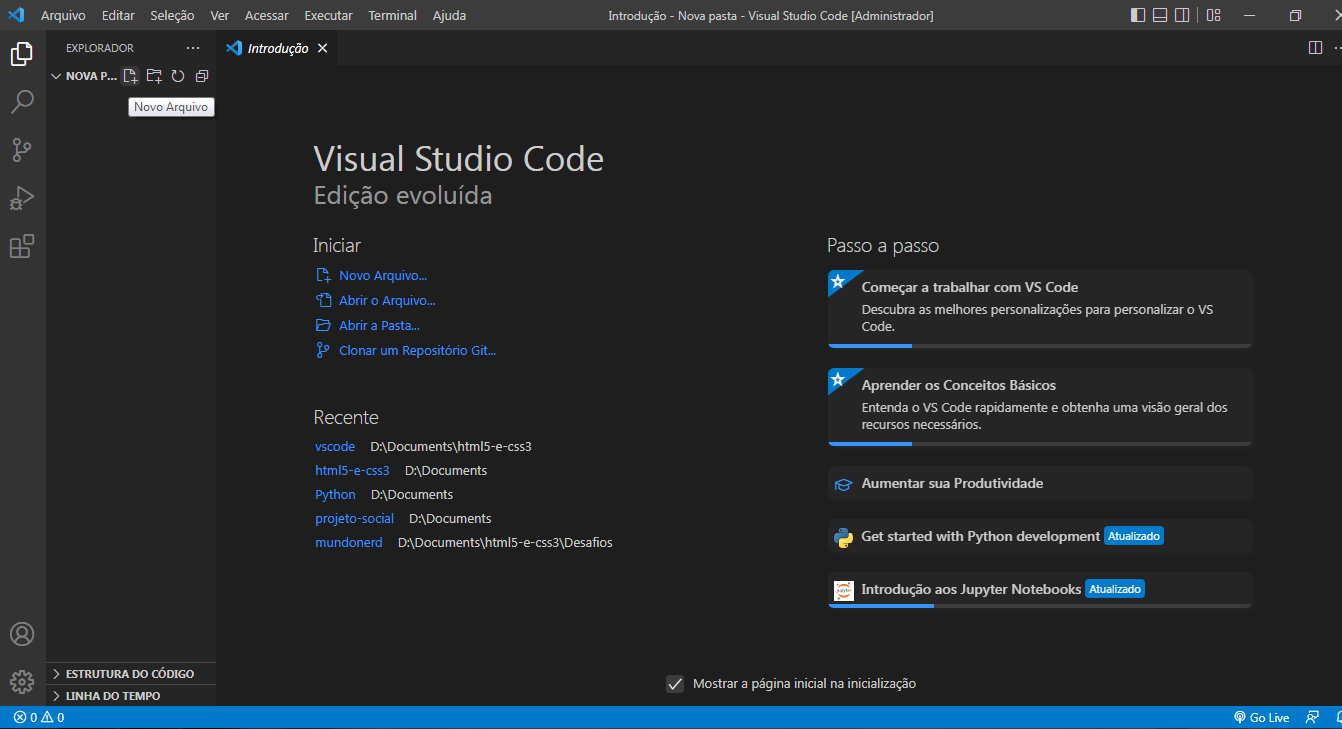 Arquivo Editar Seleção Ver Acessar Executar Terminal Ajuda
Introdução - Nova pasta - Visual Studio Code [Administrador]
EXPLORADOR ...
Introdução
NOVA P...
Novo Arquivo
Visual Studio Code
Edição evoluída
Iniciar
Novo Arquivo...
Abrir o Arquivo...
Abrir a Pasta...
Clonar um Repositório Git...
Recente
vscode D:\Documents\html5-e-css3
html5-e-css3 D:\Documents
Python D:\Documents
projeto-social D:\Documents
mundonerd D:\Documents\html5-e-css3\Desafios
Passo a passo
Começar a trabalhar com VS Code
Descubra as melhores personalizações para personalizar o VS
Code.
Aprender os Conceitos Básicos
Entenda o VS Code rapidamente e obtenha uma visão geral dos
recursos necessários.
Aumentar sua Produtividade
Get started with Python development Atualizado
Introdução aos Jupyter Notebooks Atualizado
Mostrar a página inicial na inicialização
ESTRUTURA DO CÓDIGO
LINHA DO TEMPO
0 0
Go Live